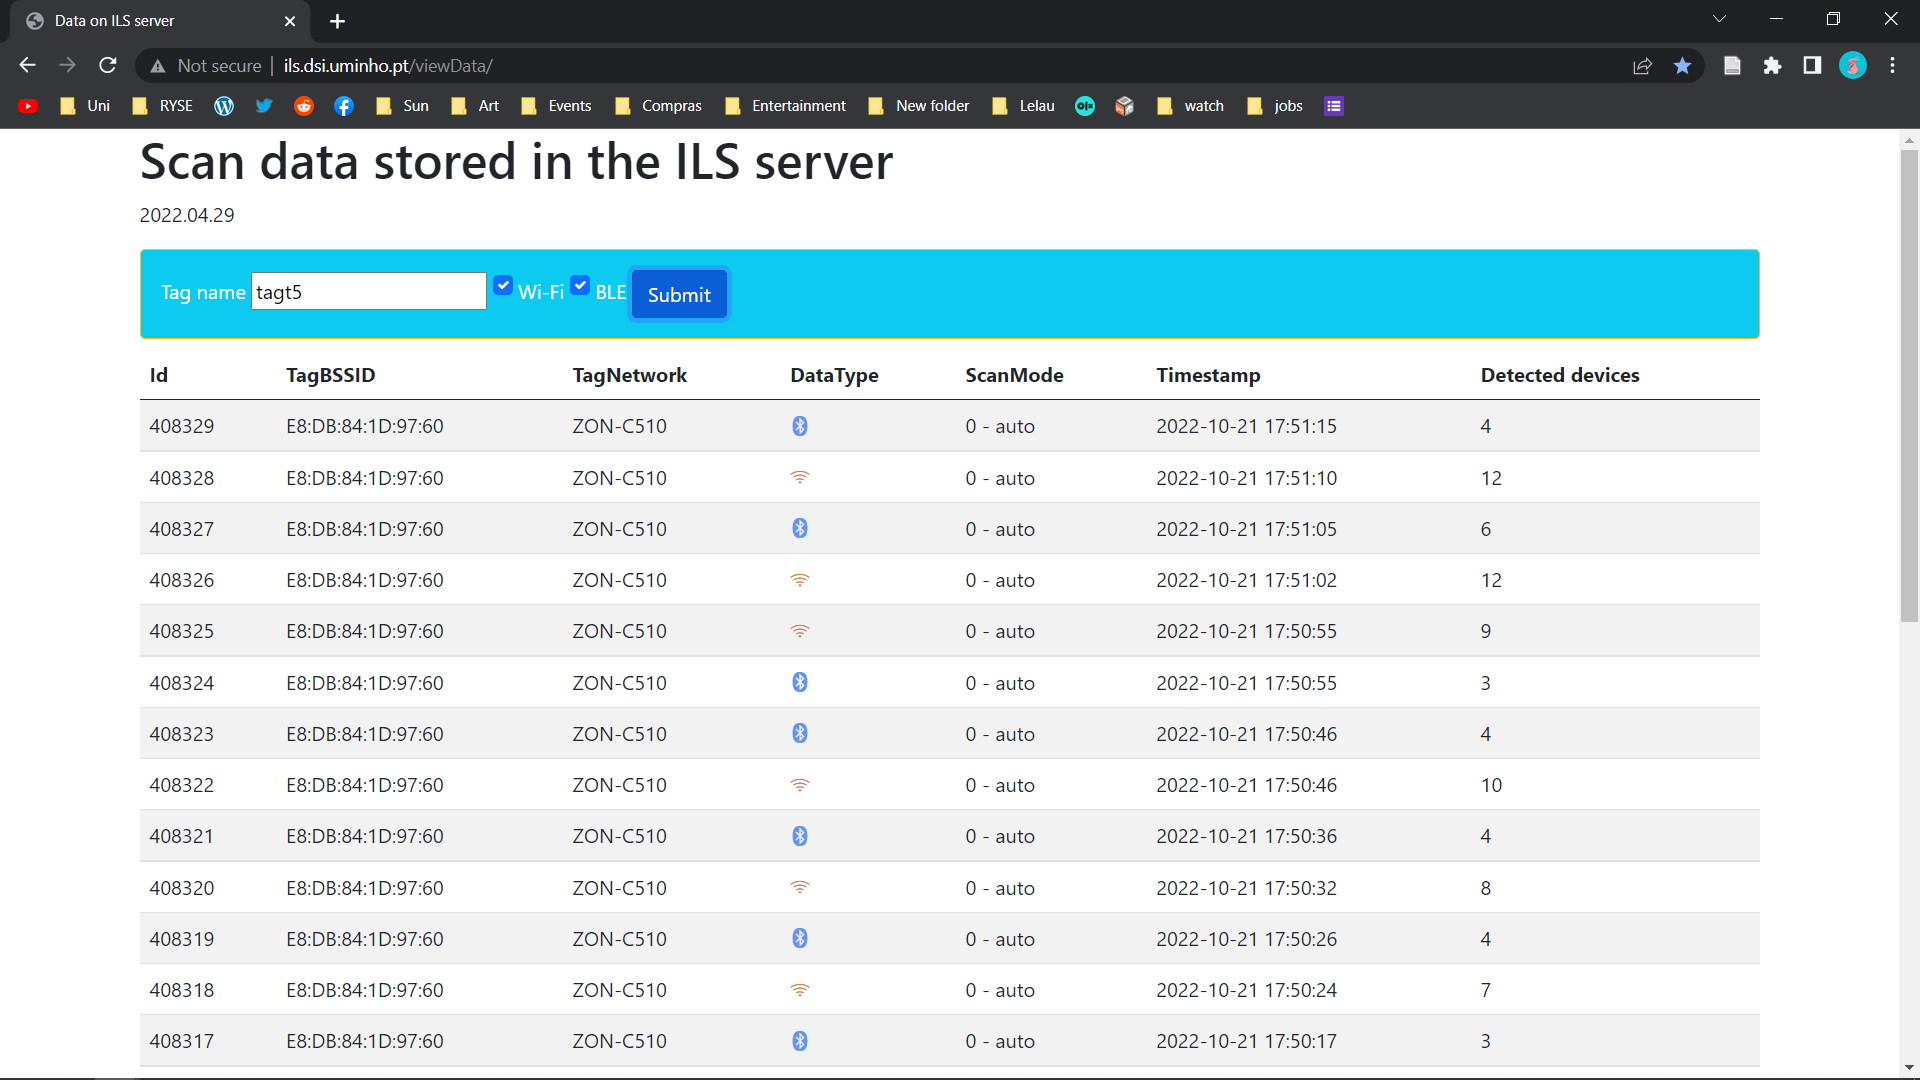 Data on ILS server
Not secure ils.dsi.uminho.pt/viewData/
Uni RYSE Sun Art Events Compras Entertainment New folder Lelau olx watch jobs
Scan data stored in the ILS server
2022.04.29
Tag name tagt5 Wi-Fi BLE Submit
Id TagBSSID TagNetwork DataType ScanMode Timestamp Detected devices
408329 E8:DB:84:1D:97:60 ZON-C510 0 - auto 2022-10-21 17:51:15 4
408328 E8:DB:84:1D:97:60 ZON-C510 0 - auto 2022-10-21 17:51:10 12
408327 E8:DB:84:1D:97:60 ZON-C510 0 - auto 2022-10-21 17:51:05 6
408326 E8:DB:84:1D:97:60 ZON-C510 0 - auto 2022-10-21 17:51:02 12
408325 E8:DB:84:1D:97:60 ZON-C510 0 - auto 2022-10-21 17:50:55 9
408324 E8:DB:84:1D:97:60 ZON-C510 0 - auto 2022-10-21 17:50:55 3
408323 E8:DB:84:1D:97:60 ZON-C510 0 - auto 2022-10-21 17:50:46 4
408322 E8:DB:84:1D:97:60 ZON-C510 0 - auto 2022-10-21 17:50:46 10
408321 E8:DB:84:1D:97:60 ZON-C510 0 - auto 2022-10-21 17:50:36 4
408320 E8:DB:84:1D:97:60 ZON-C510 0 - auto 2022-10-21 17:50:32 8
408319 E8:DB:84:1D:97:60 ZON-C510 0 - auto 2022-10-21 17:50:26 4
408318 E8:DB:84:1D:97:60 ZON-C510 0 - auto 2022-10-21 17:50:24 7
408317 E8:DB:84:1D:97:60 ZON-C510 0 - auto 2022-10-21 17:50:17 3